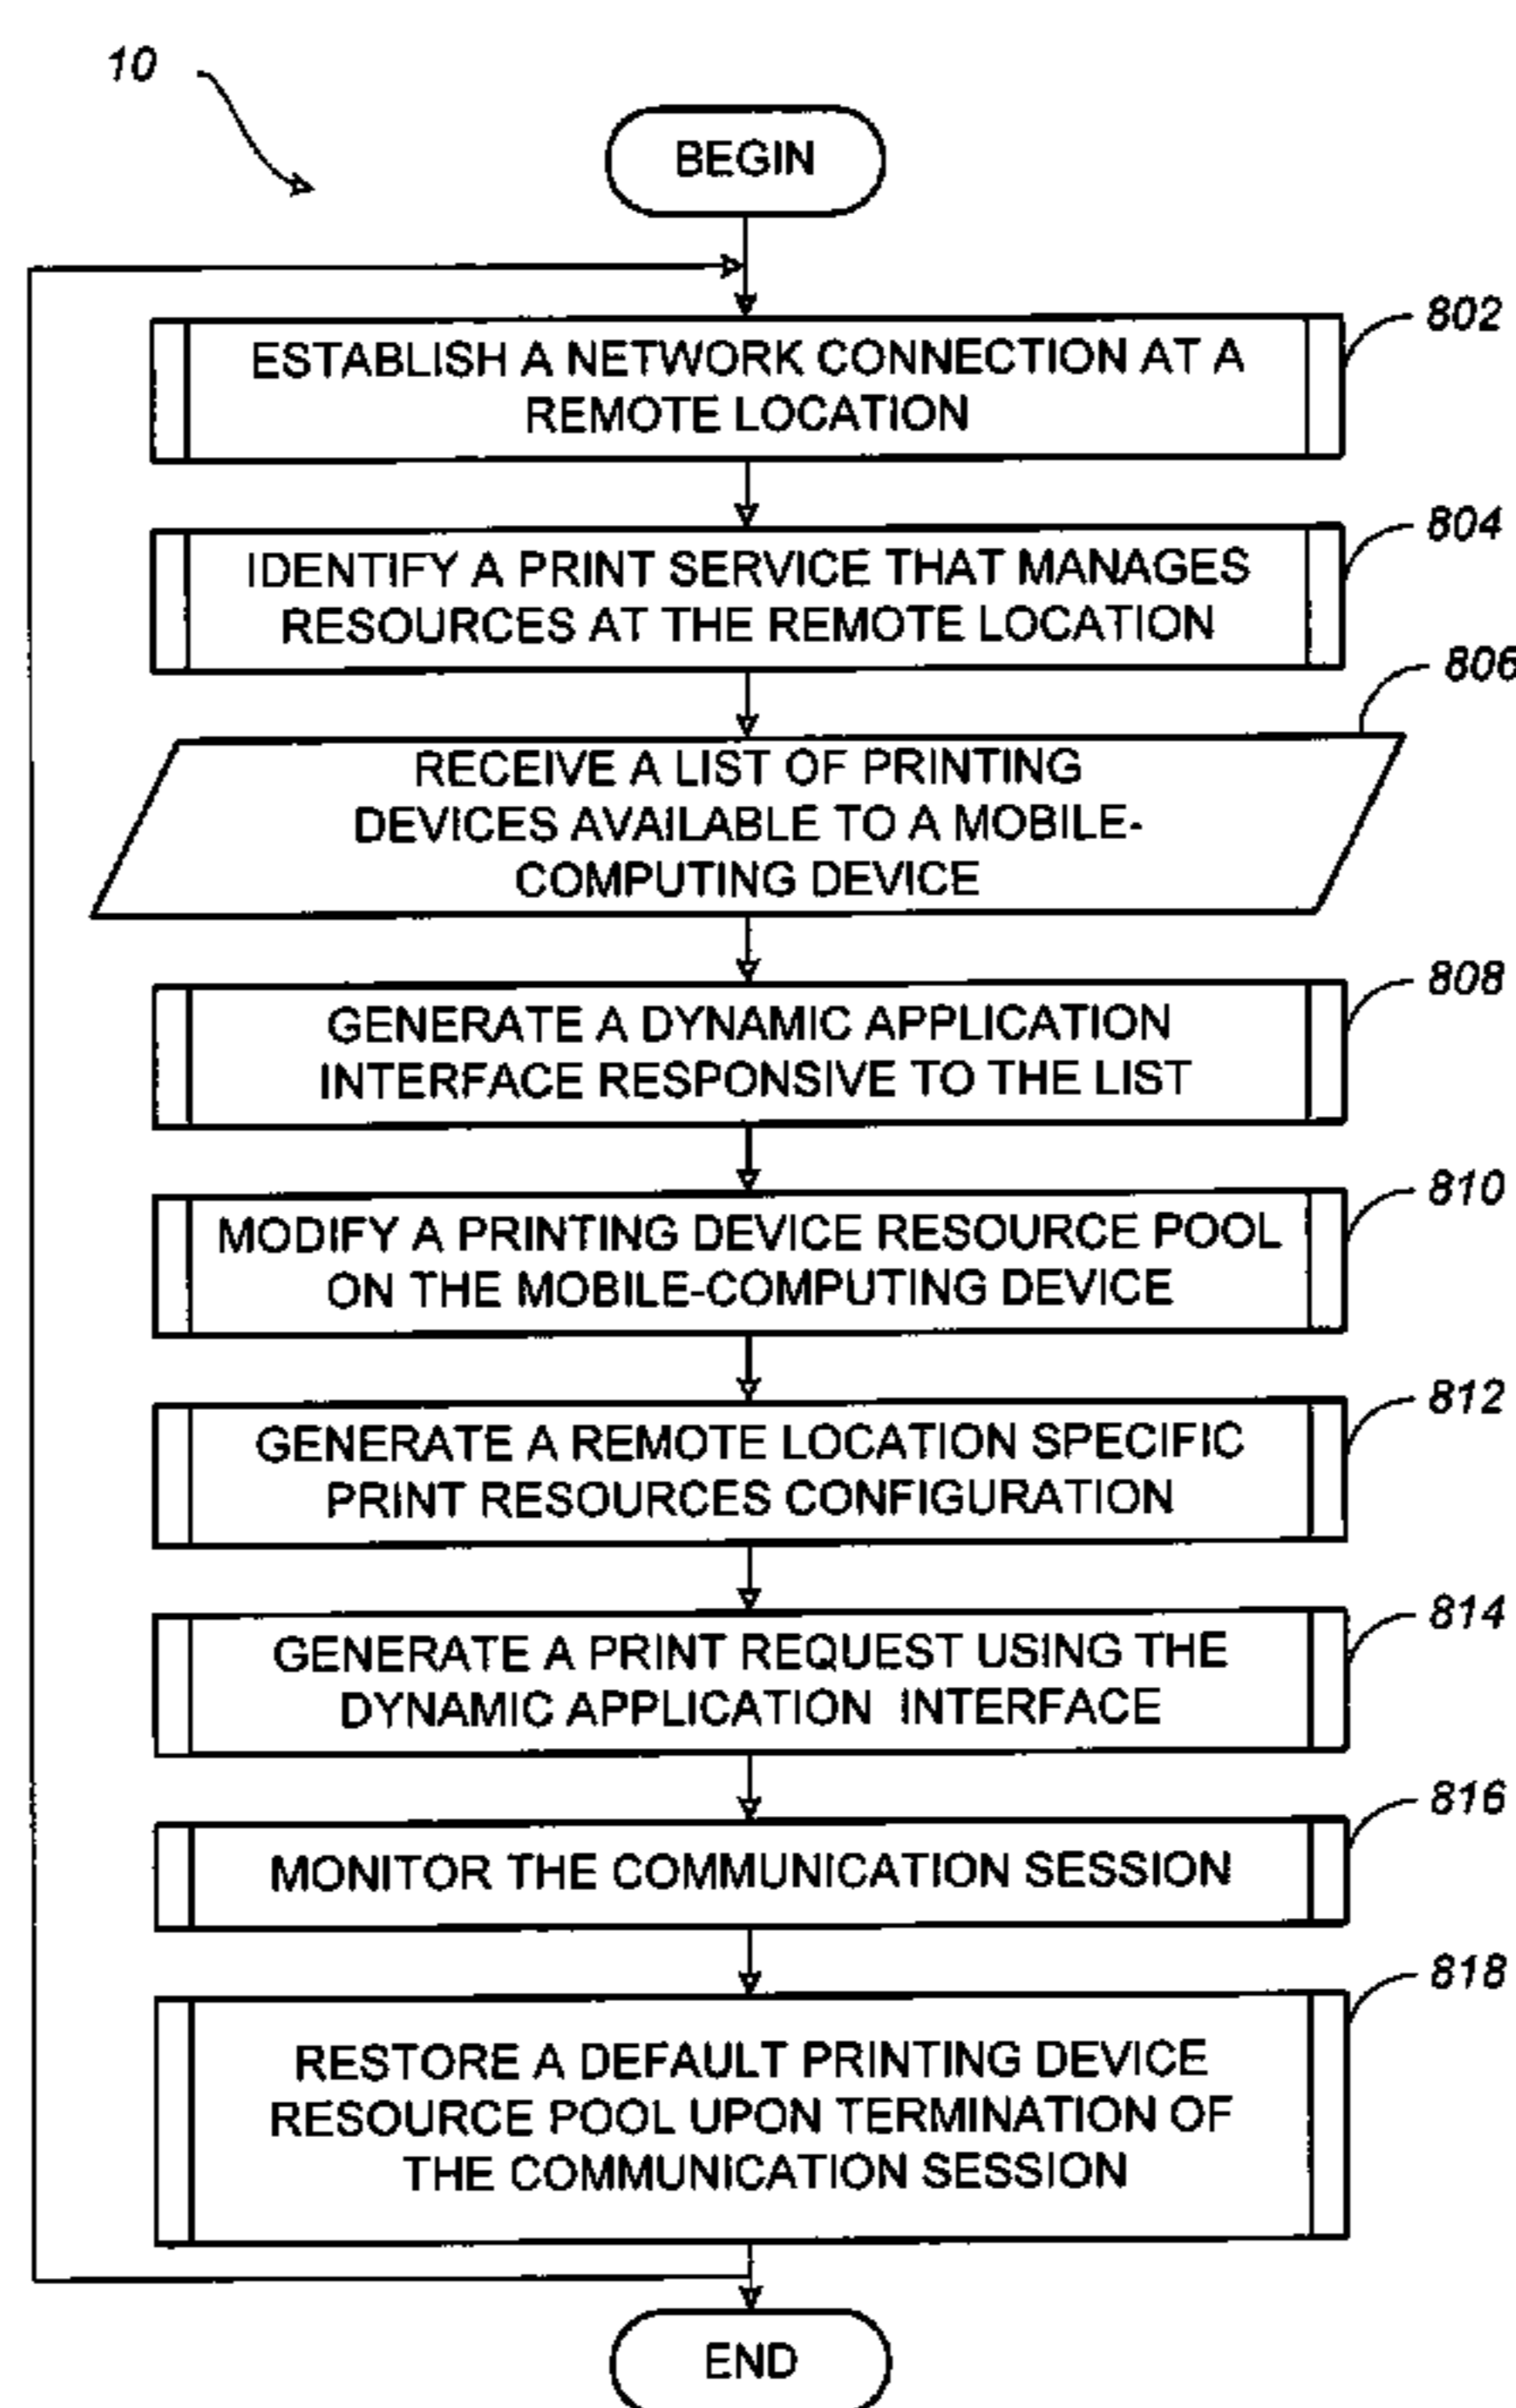 10
BEGIN
802
ESTABLISH A NETWORK CONNECTION AT A
REMOTE LOCATION
804
IDENTIFY A PRINT SERVICE THAT MANAGES
RESOURCES AT THE REMOTE LOCATION
806
RECEIVE A LIST OF PRINTING
DEVICES AVAILABLE TO A MOBILE-
COMPUTING DEVICE
808
GENERATE A DYNAMIC APPLICATION
INTERFACE RESPONSIVE TO THE LIST
810
MODIFY A PRINTING DEVICE RESOURCE POOL
ON THE MOBILE-COMPUTING DEVICE
812
GENERATE A REMOTE LOCATION SPECIFIC
PRINT RESOURCES CONFIGURATION
814
GENERATE A PRINT REQUEST USING THE
DYNAMIC APPLICATION INTERFACE
816
MONITOR THE COMMUNICATION SESSION
818
RESTORE A DEFAULT PRINTING DEVICE
RESOURCE POOL UPON TERMINATION OF
THE COMMUNICATION SESSION
END